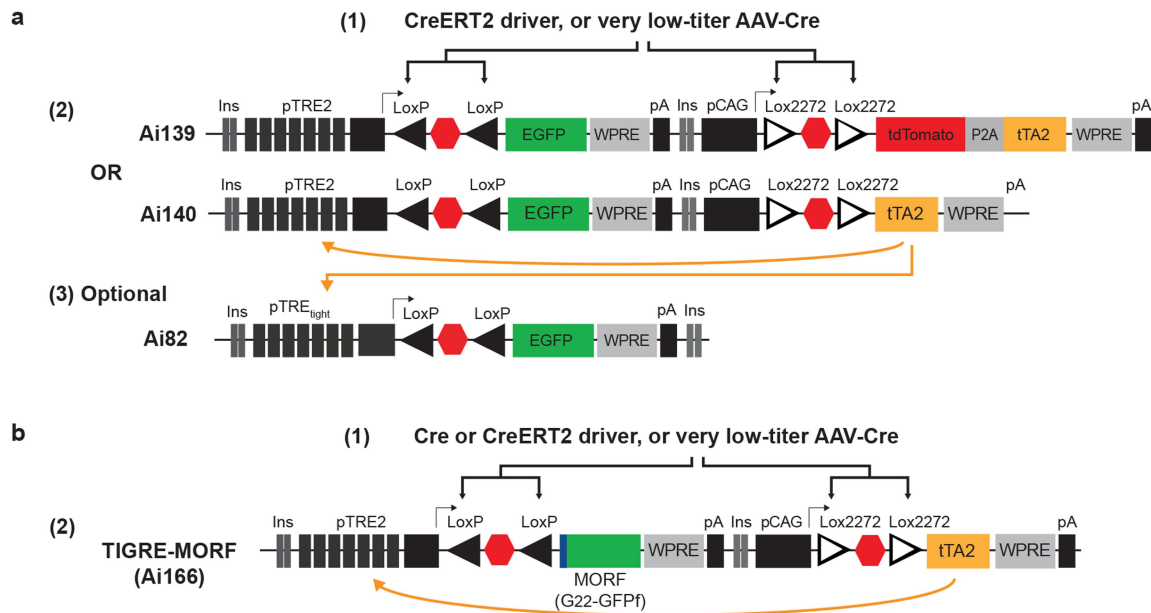 a
(1) CreERT2 driver, or very low-titer AAV-Cre
(2)
Ins pTRE2 LoxP LoxP pA Ins pCAG Lox2272 Lox2272 pA
Ai139 EGFP WPRE tdTomato P2A tTA2 WPRE
OR
Ins pTRE2 LoxP LoxP pA Ins pCAG Lox2272 Lox2272 pA
Ai140 EGFP WPRE tTA2 WPRE
(3) Optional
Ins pTREtight LoxP LoxP pA Ins
Ai82 EGFP WPRE
b
(1) Cre or CreERT2 driver, or very low-titer AAV-Cre
(2)
Ins pTRE2 LoxP LoxP pA Ins pCAG Lox2272 Lox2272 pA
TIGRE-MORF WPRE tTA2 WPRE
(Ai166)
MORF
(G22-GFPf)